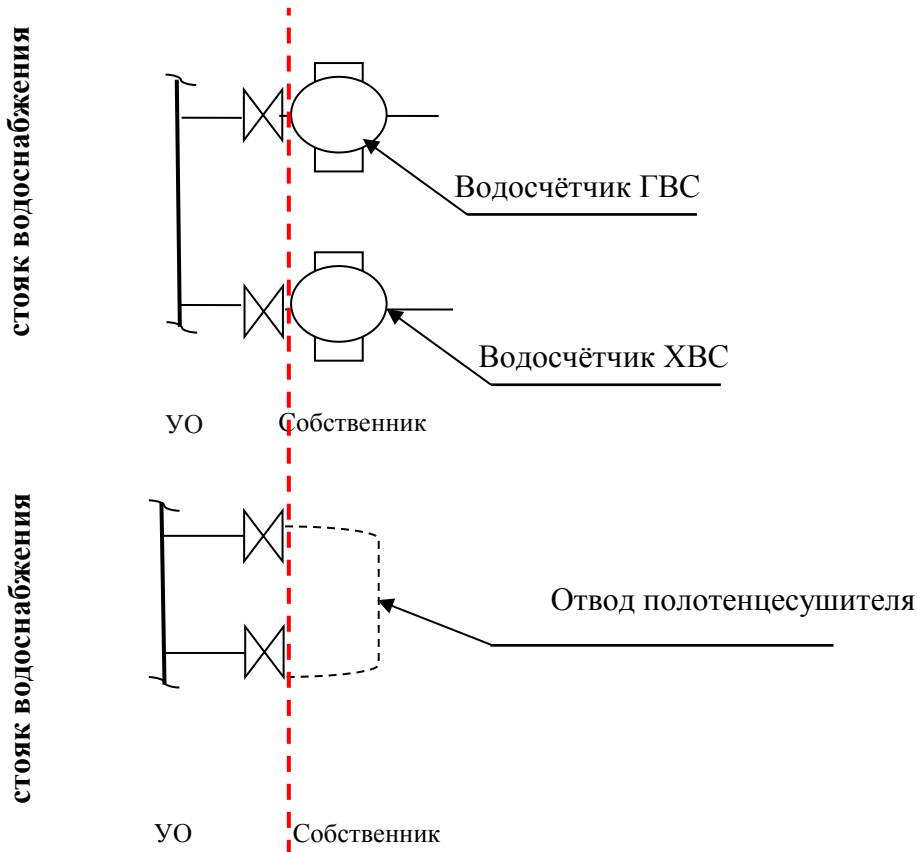 стояк водоснабжения
Водосчётчик ГВС
Водосчётчик ХВС
УО
Собственник
стояк водоснабжения
Отвод полотенцесушителя
УО
Собственник